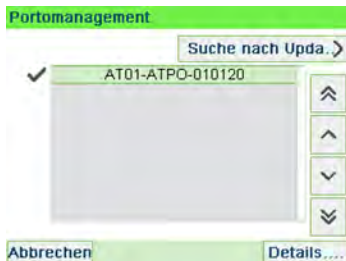 Portomanagement
Suche nach Upda..
AT01-ATPO-010120
Abbrechen
Details....